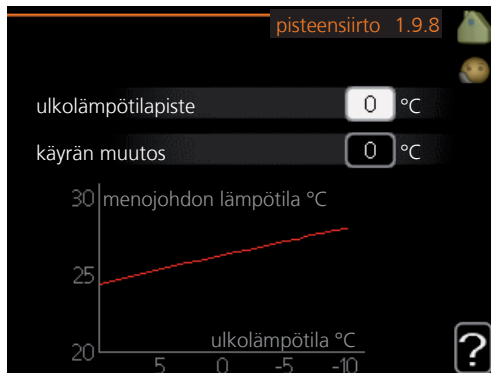 pisteensiirto 1.9.8
ulkolämpötilapiste 0 °C
käyrän muutos 0 °C
30 menojohdon lämpötila °C
25
ulkolämpötila °C
20
5 0 -5 -10
?